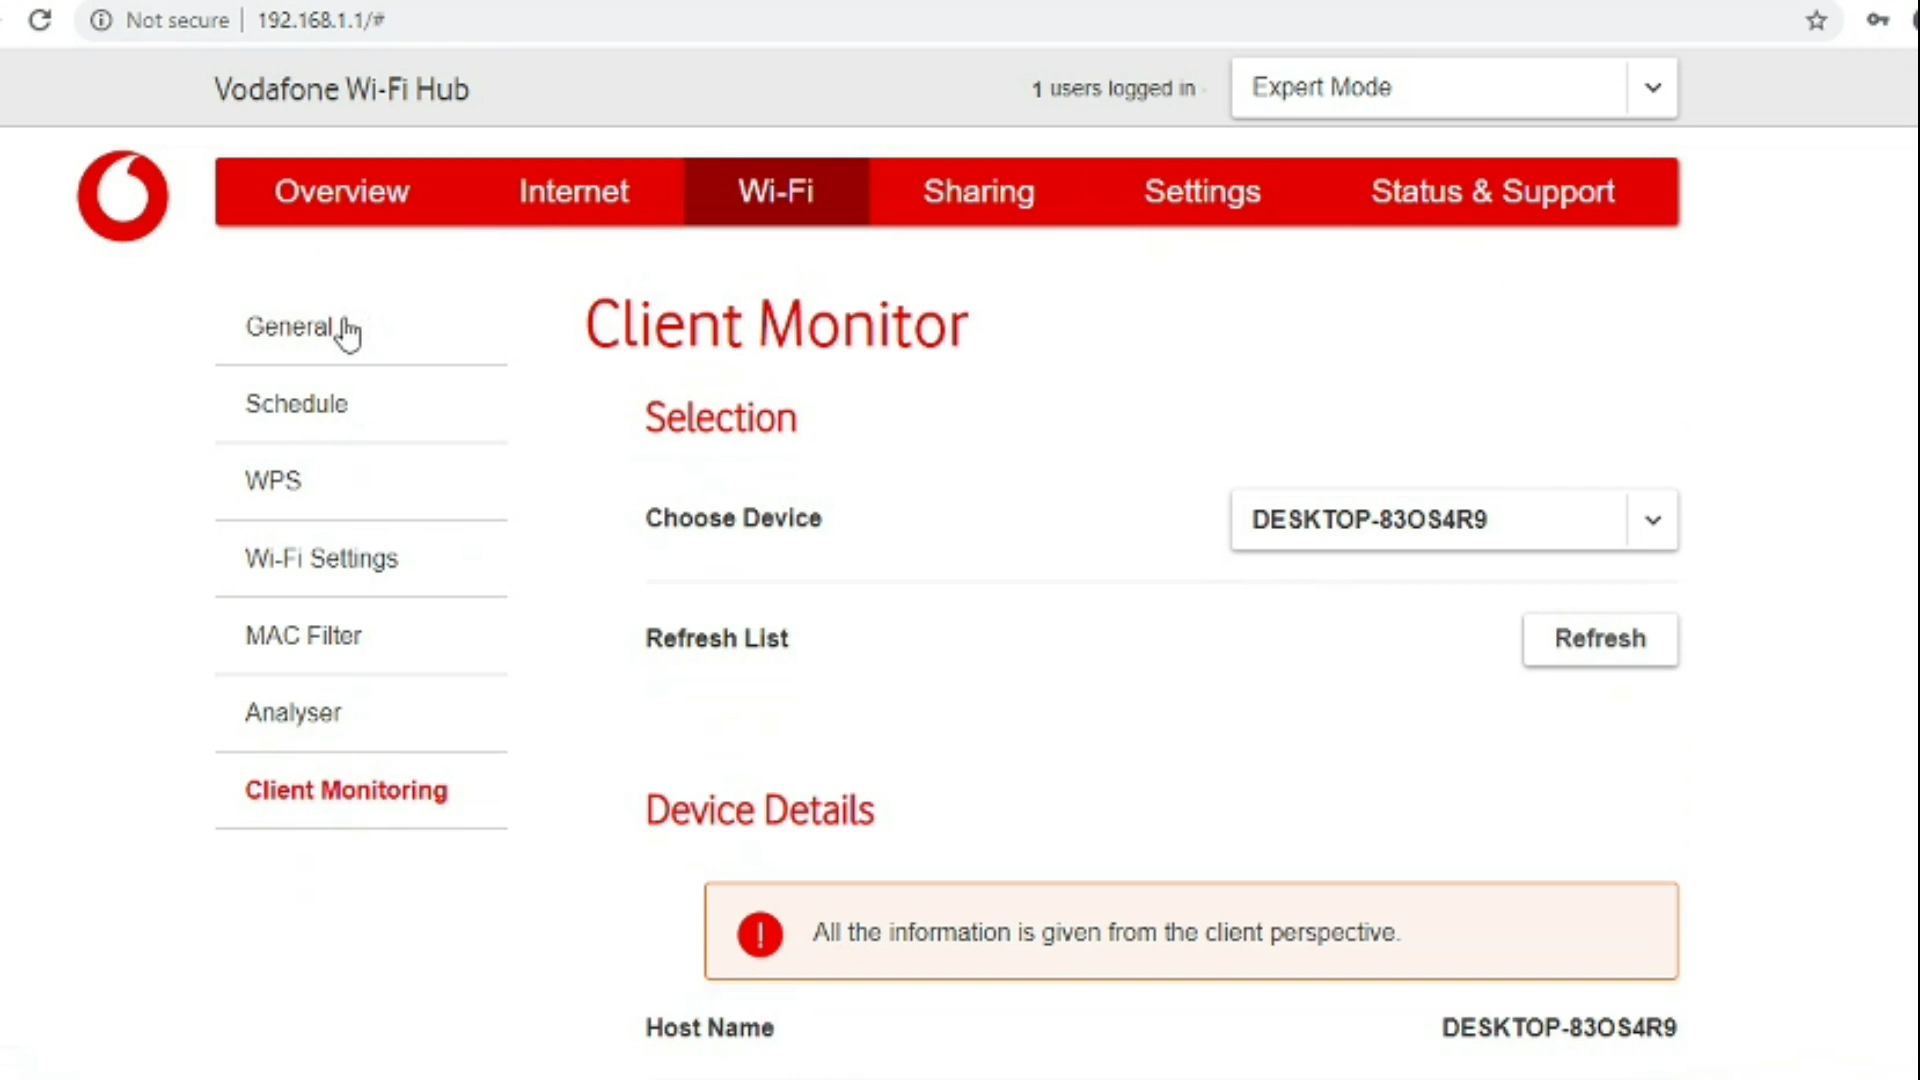 Not secure | 192.168.1.1/#
Vodafone Wi-Fi Hub
1 users logged in -
Expert Mode
Overview
Internet
Wi-Fi
Sharing
Settings
Status & Support
General
Schedule
WPS
Wi-Fi Settings
MAC Filter
Analyser
Client Monitoring
Client Monitor
Selection
Choose Device
DESKTOP-83OS4R9
Refresh List
Refresh
Device Details
! All the information is given from the client perspective.
Host Name
DESKTOP-83OS4R9